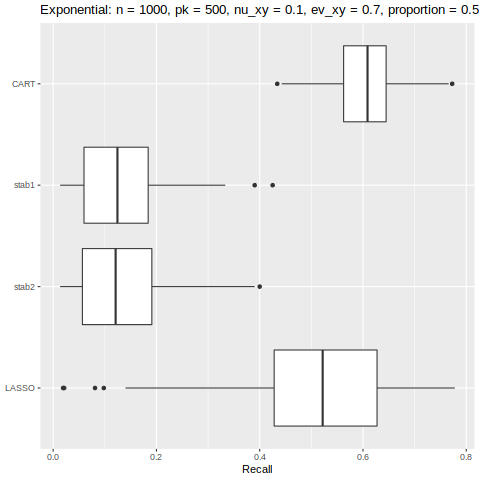 Exponential: n = 1000, pk = 500, nu_xy = 0.1, ev_xy = 0.7, proportion = 0.5
CART
stab1
stab2
LASSO
0.0 0.2 0.4 0.6 0.8
Recall